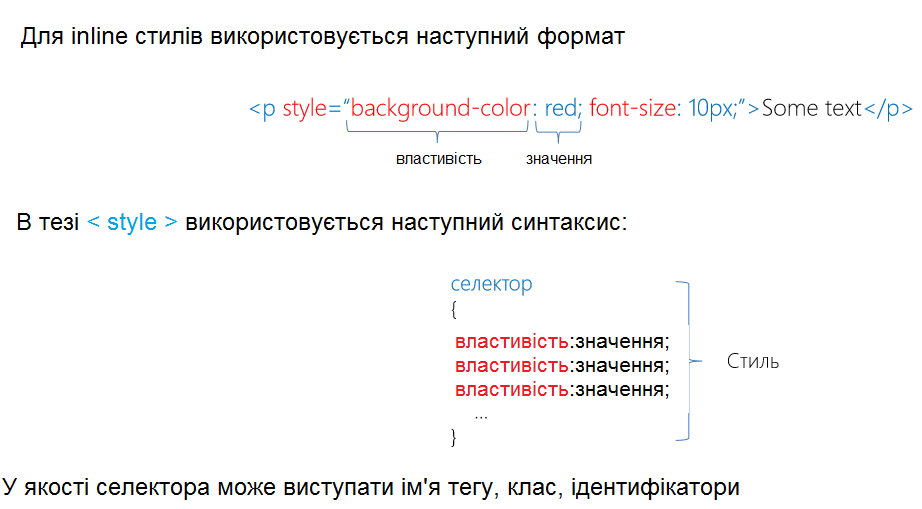 Для inline стилів використовується наступний формат
<p style=“background-color: red; font-size: 10px;”>Some text</p>
властивість значення
В тезі < style > використовується наступний синтаксис:
селектор
{
властивість:значення;
властивість:значення;
Стиль
властивість:значення;
...
}
У якості селектора може виступати ім'я тегу, клас, ідентифікатори